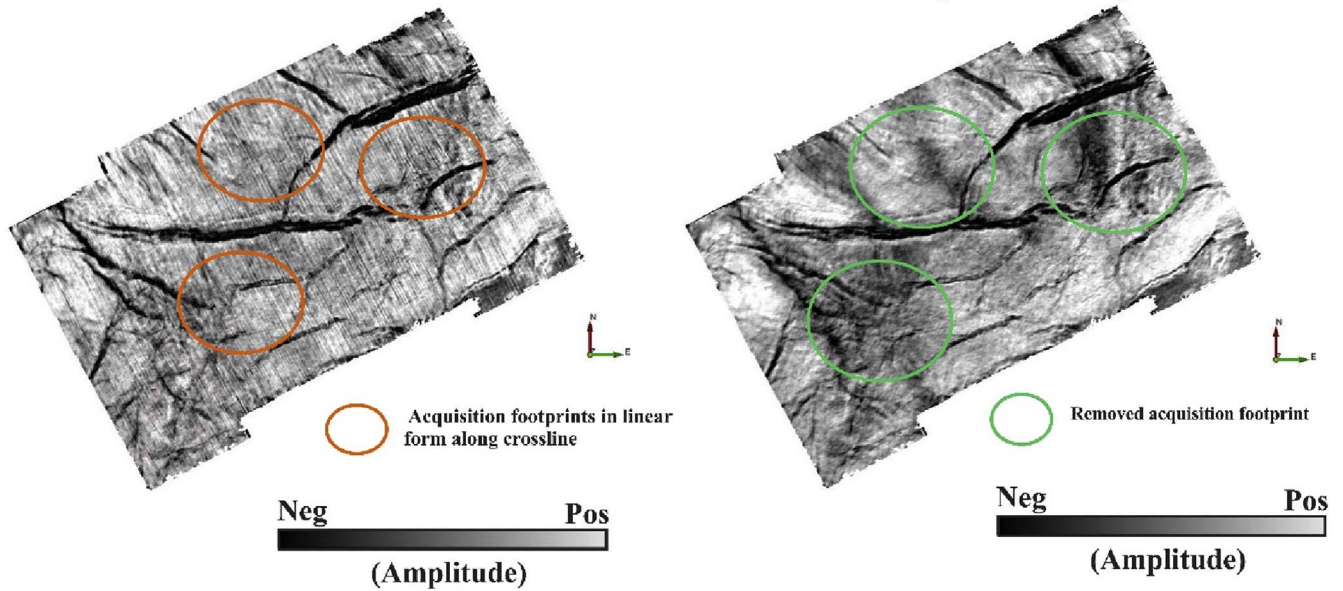 N
E
Acquisition footprints in linear
form along crossline
Neg Pos
(Amplitude)
N
E
Removed acquisition footprint
Neg Pos
(Amplitude)